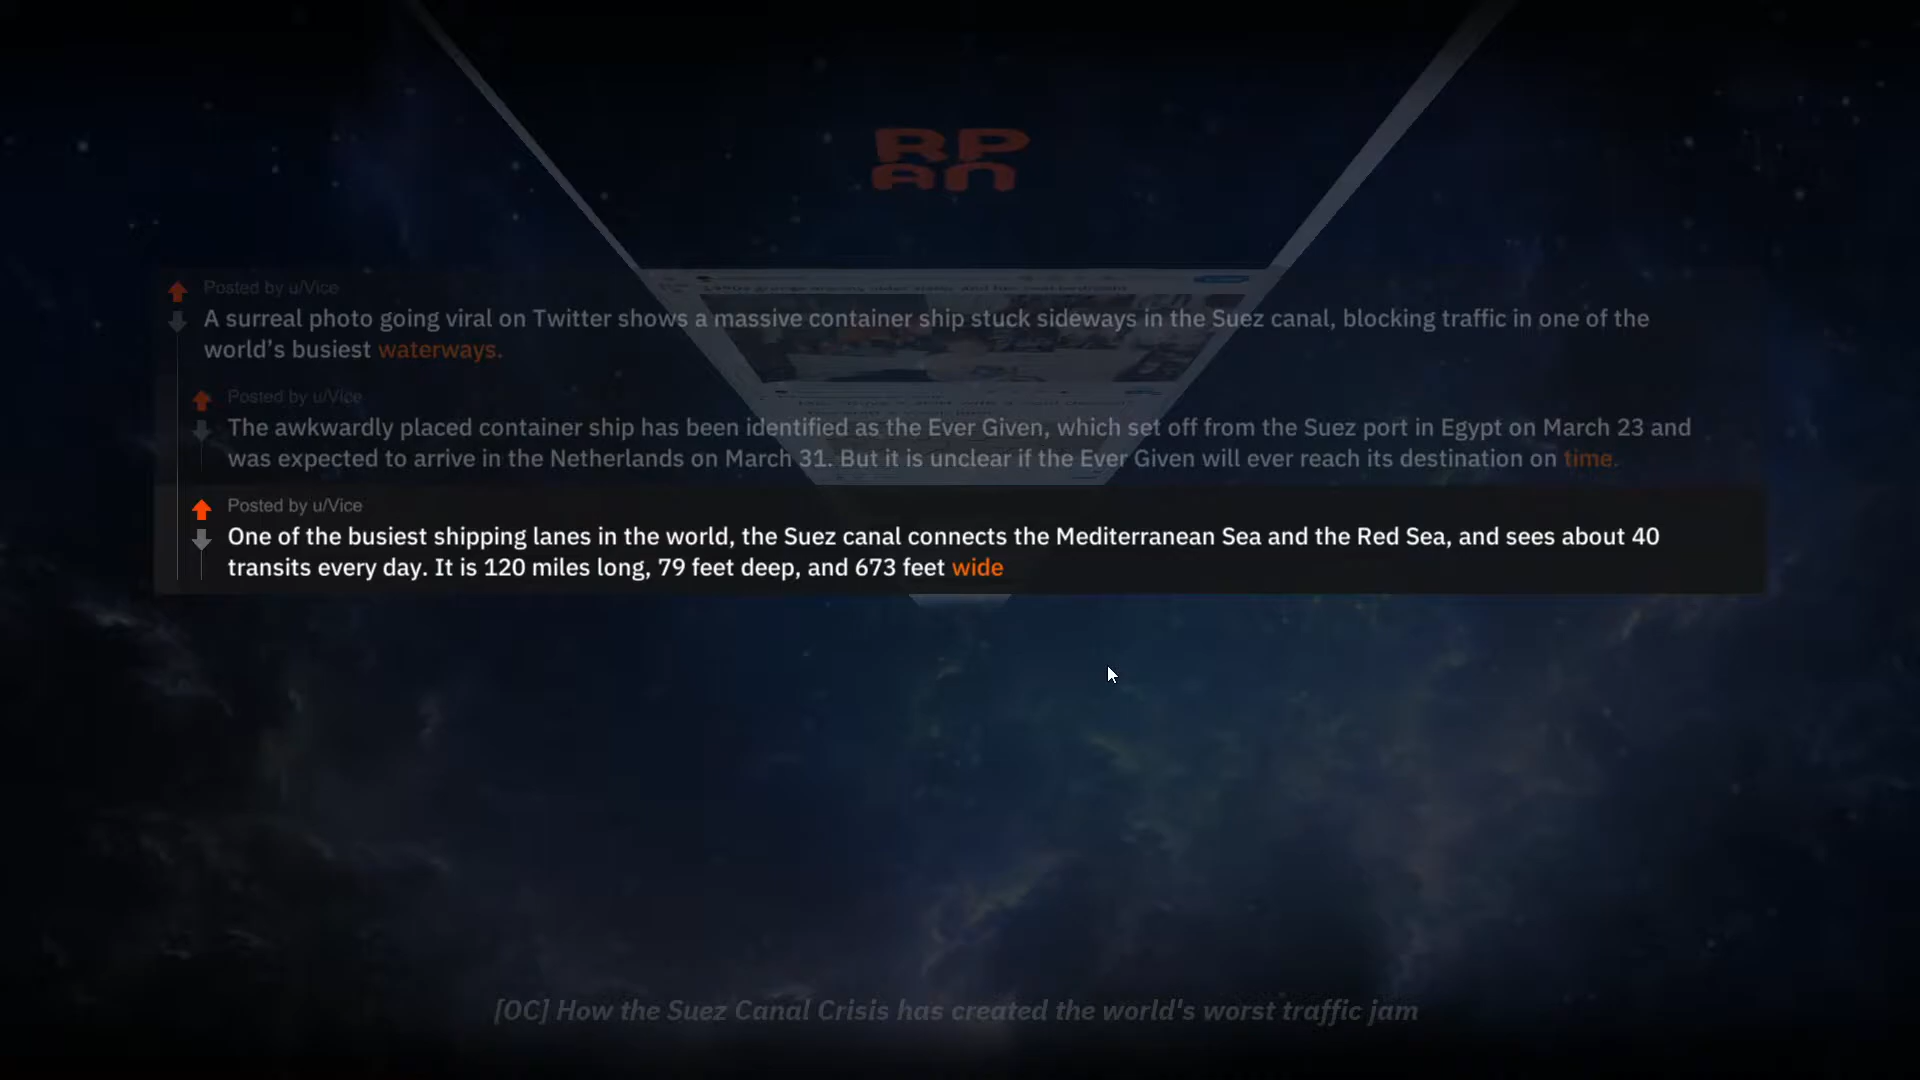 RP
AN
Posted by u/Vice
A surreal photo going viral on Twitter shows a massive container ship stuck sideways in the Suez canal, blocking traffic in one of the
world’s busiest waterways.
Posted by u/Vice
The awkwardly placed container ship has been identified as the Ever Given, which set off from the Suez port in Egypt on March 23 and
was expected to arrive in the Netherlands on March 31. But it is unclear if the Ever Given will ever reach its destination on time.
Posted by u/Vice
One of the busiest shipping lanes in the world, the Suez canal connects the Mediterranean Sea and the Red Sea, and sees about 40
transits every day. It is 120 miles long, 79 feet deep, and 673 feet wide
[OC] How the Suez Canal Crisis has created the world's worst traffic jam